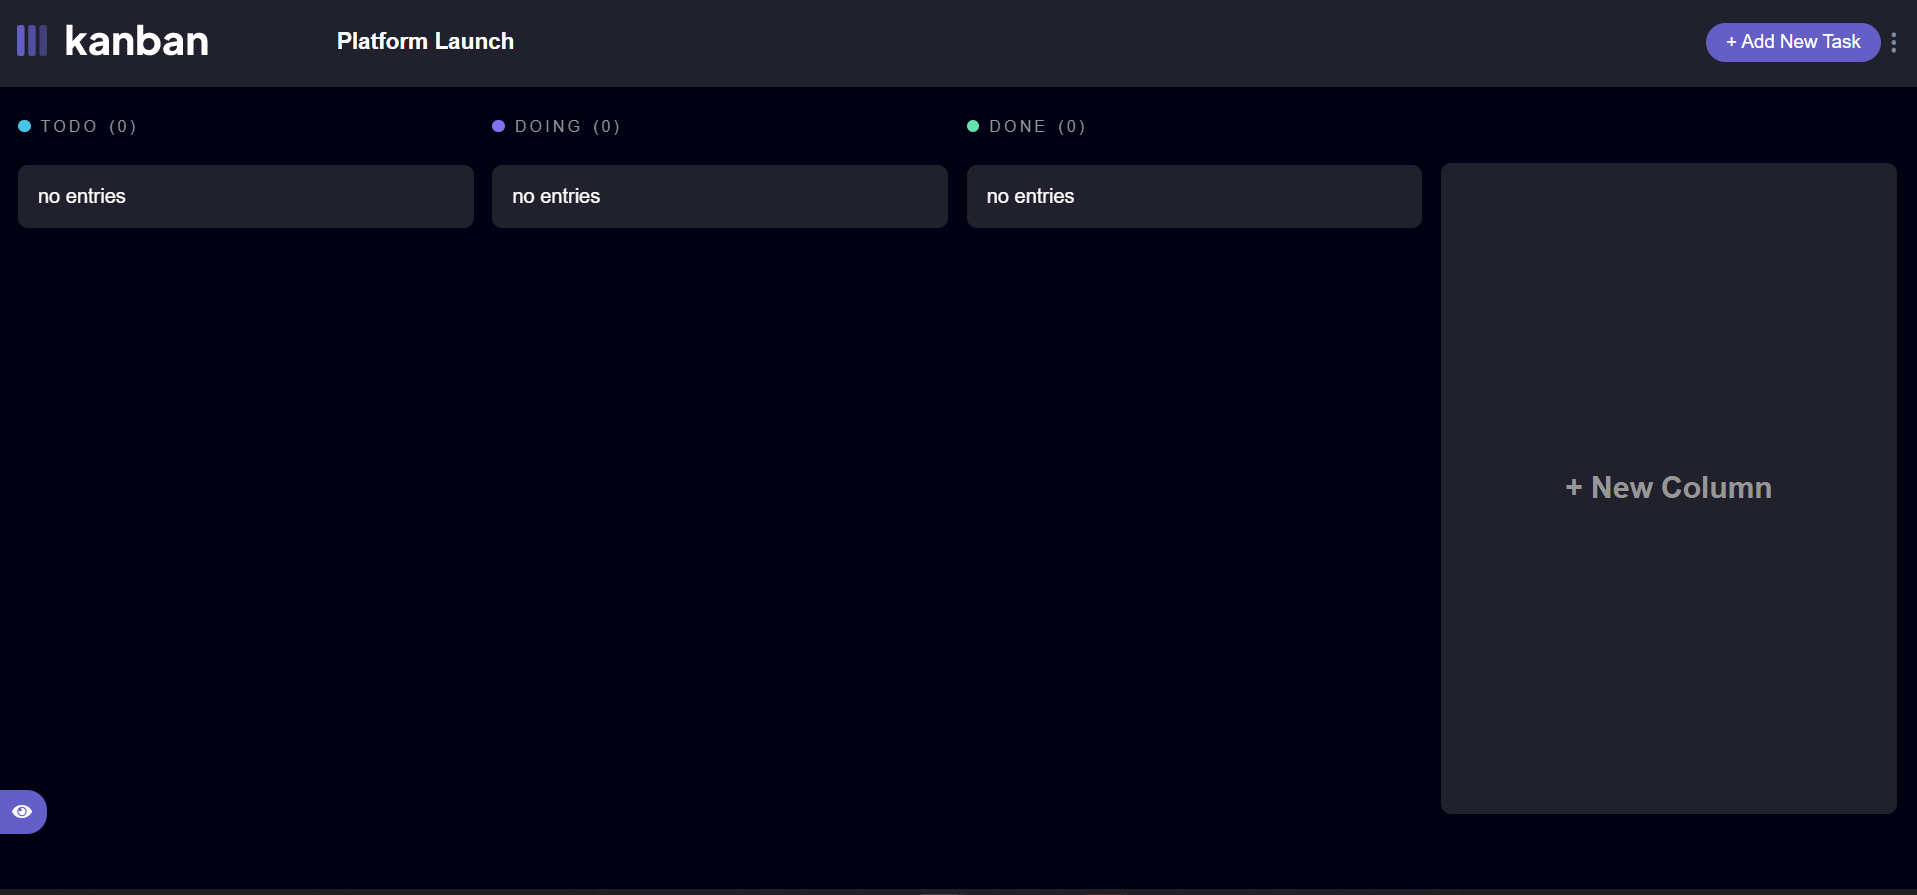 kanban
Platform Launch
+ Add New Task
TODO (0)
DOING (0)
DONE (0)
no entries
no entries
no entries
+ New Column